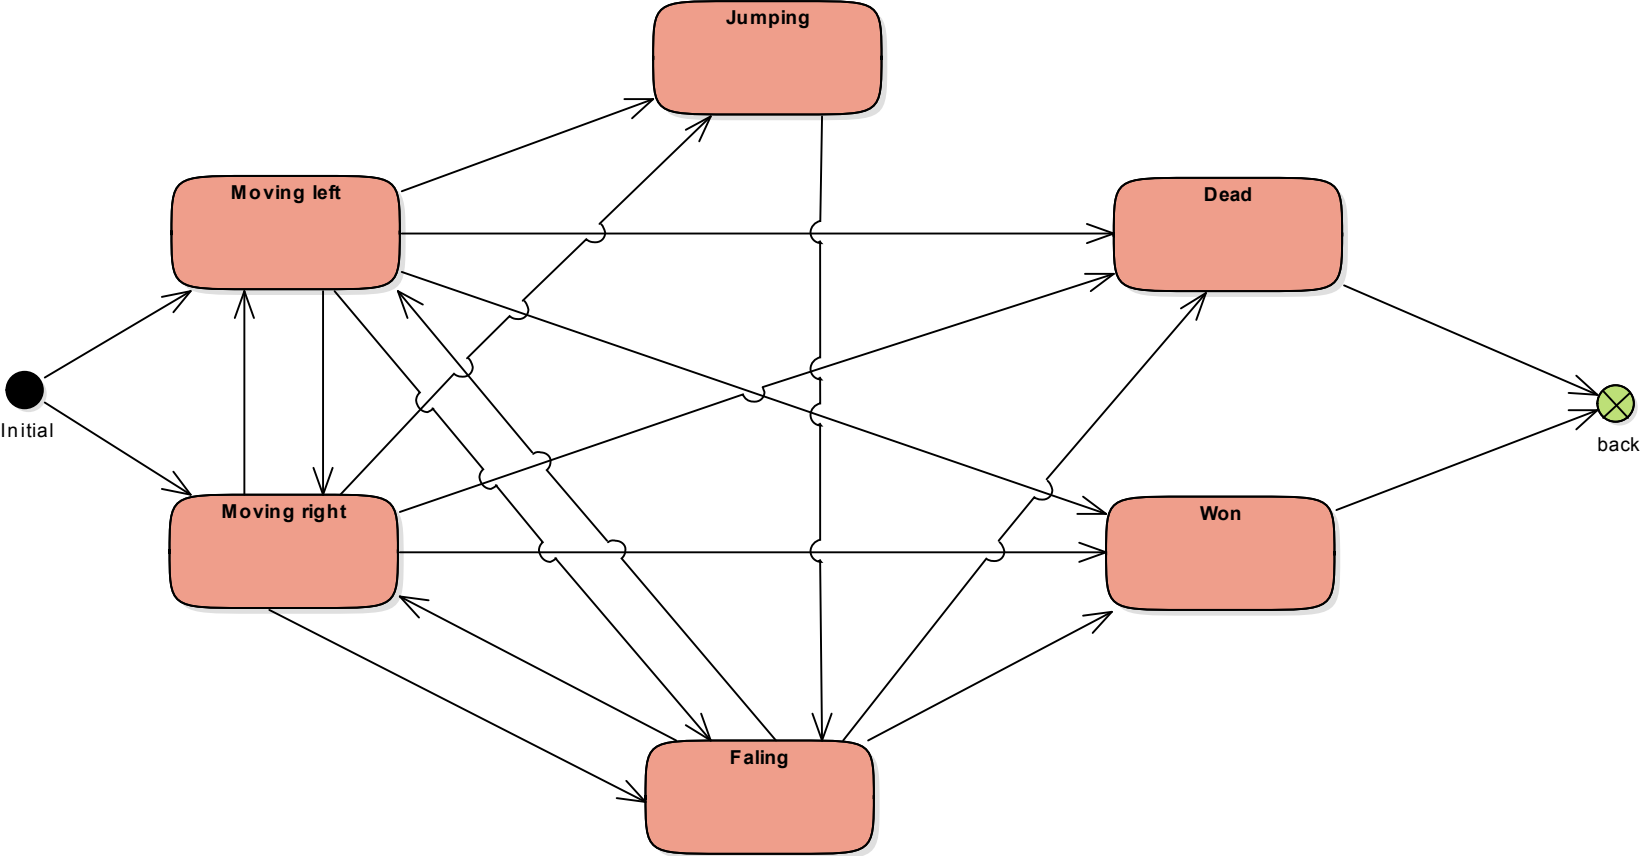 Jumping
Moving left
Dead
Initial
back
Moving right
Won
Faling